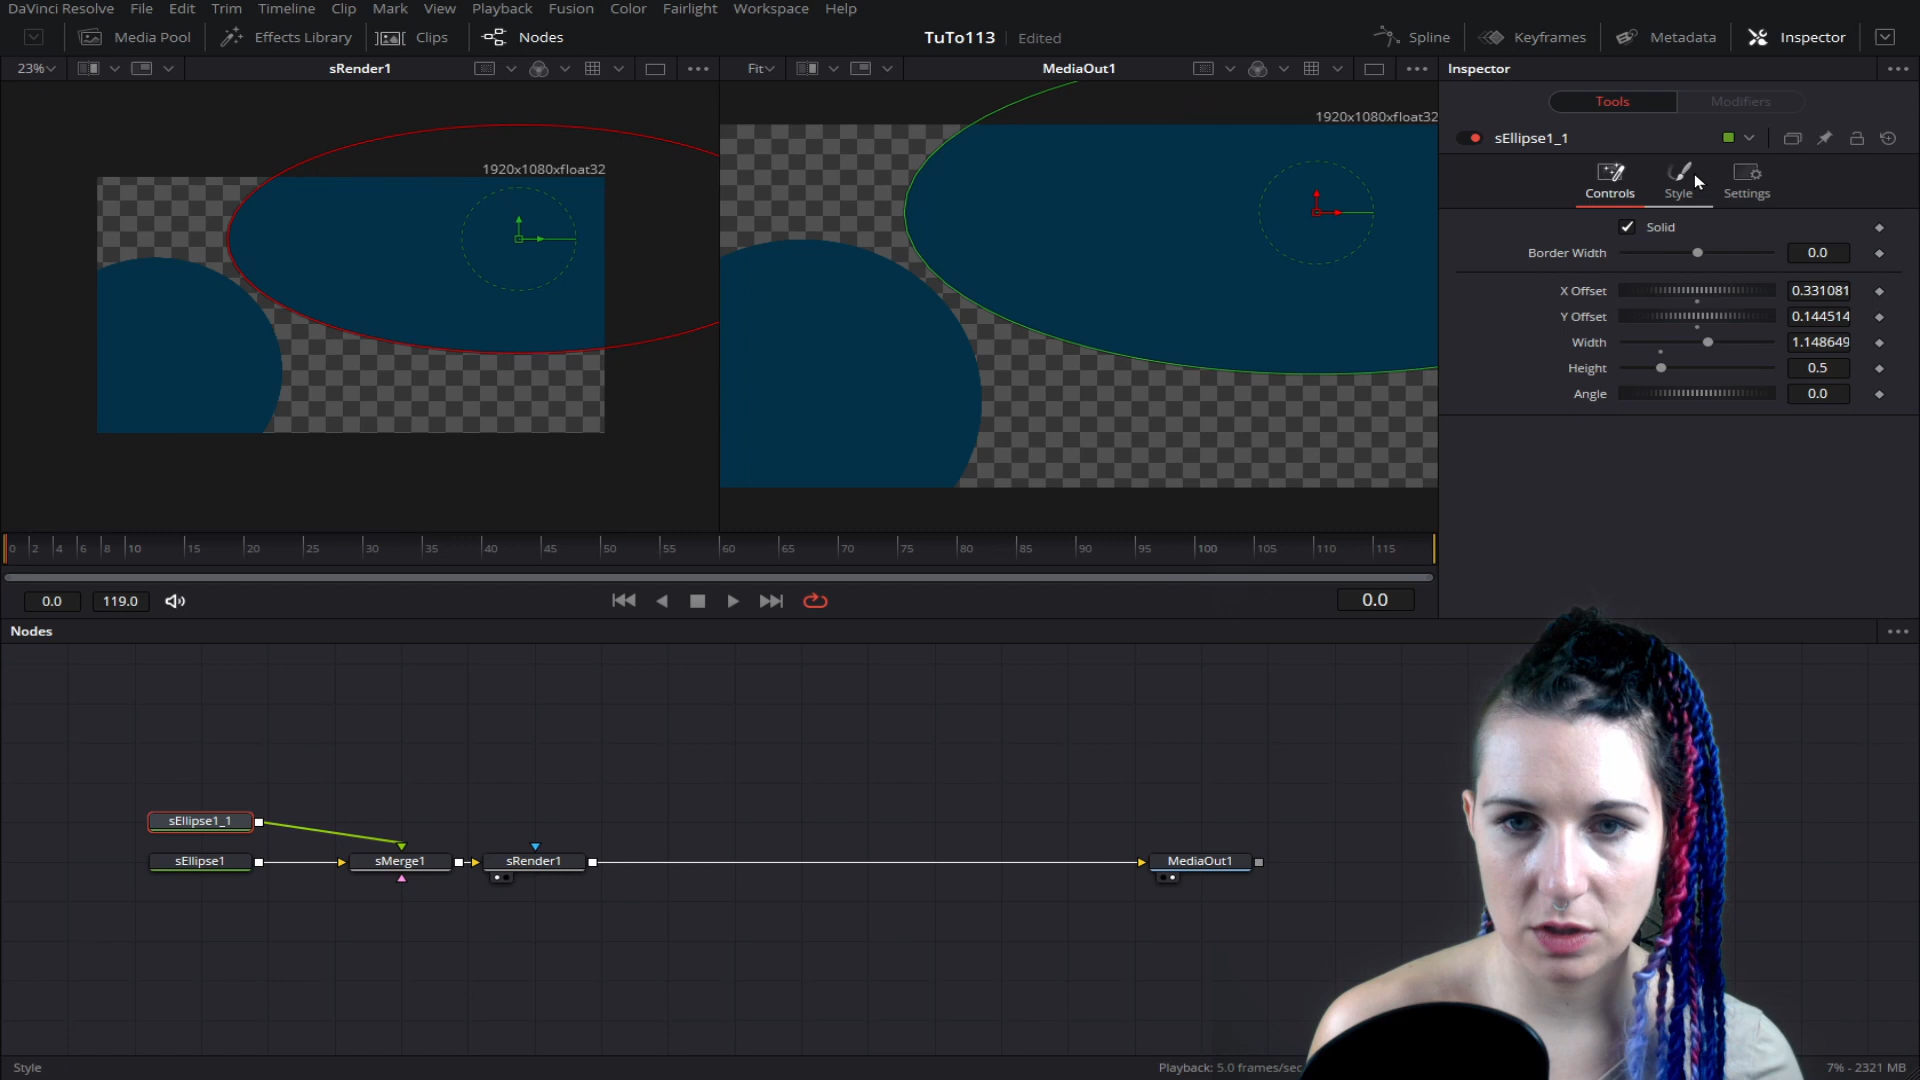 DaVinci Resolve File Edit Trim Timeline Clip Mark View Playback Fusion Color Fairlight Workspace Help
Media Pool Effects Library Clips Nodes TuTo113 Edited Spline Keyframes Metadata Inspector
23% sRender1 Fit MediaOut1 Inspector
Tools Modifiers
1920x1080xfloat32
sEllipse1_1
1920x1080xfloat32
Controls Style Settings
Solid
Border Width 0.0
X Offset 0.331081
Y Offset 0.144514
Width 1.148649
Height 0.5
Angle 0.0
0 2 4 6 8 10 15 20 25 30 35 40 45 50 55 60 65 70 75 80 85 90 95 100 105 110 115
0.0 119.0 0.0
Nodes
sEllipse1_1
sEllipse1 sMerge1 sRender1 MediaOut1
Style Playback: 5.0 frames/sec 7% - 2321 MB